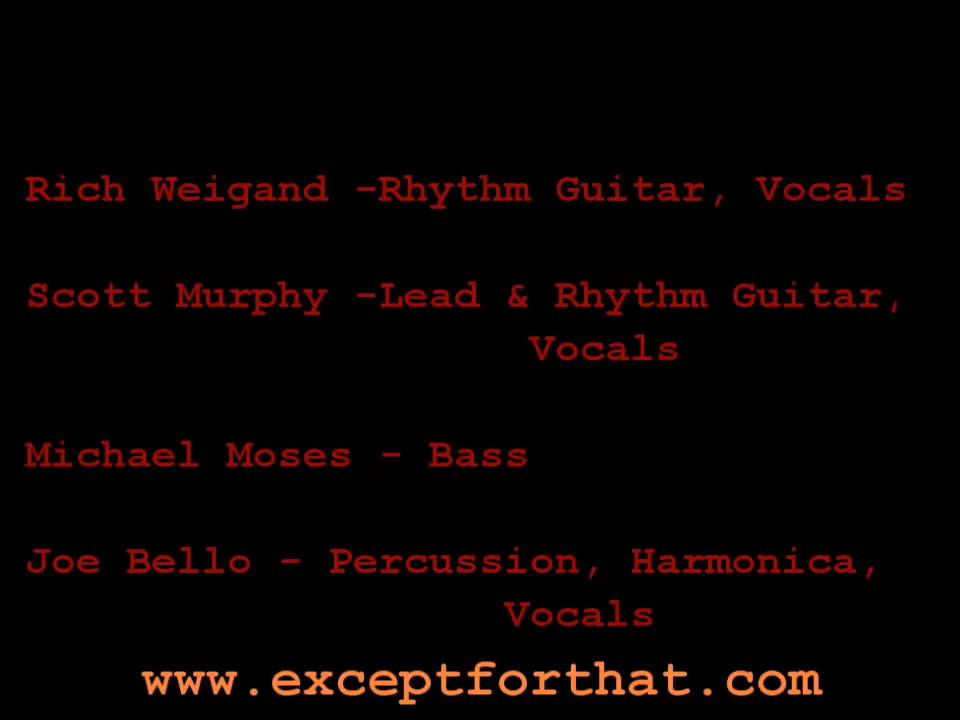 Rich Weigand -Rhythm Guitar, Vocals
Scott Murphy -Lead & Rhythm Guitar,
Vocals
Michael Moses - Bass
Joe Bello - Percussion, Harmonica,
Vocals
www.exceptforthat.com